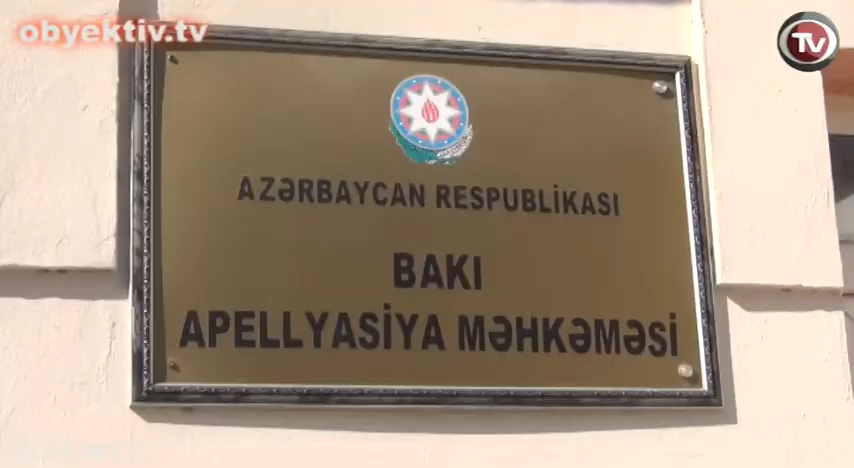 obyektiv.tv
TV
AZƏRBAYCAN RESPUBLİKASI
BAKI
APELLYASİYA MƏHKƏMƏSİ